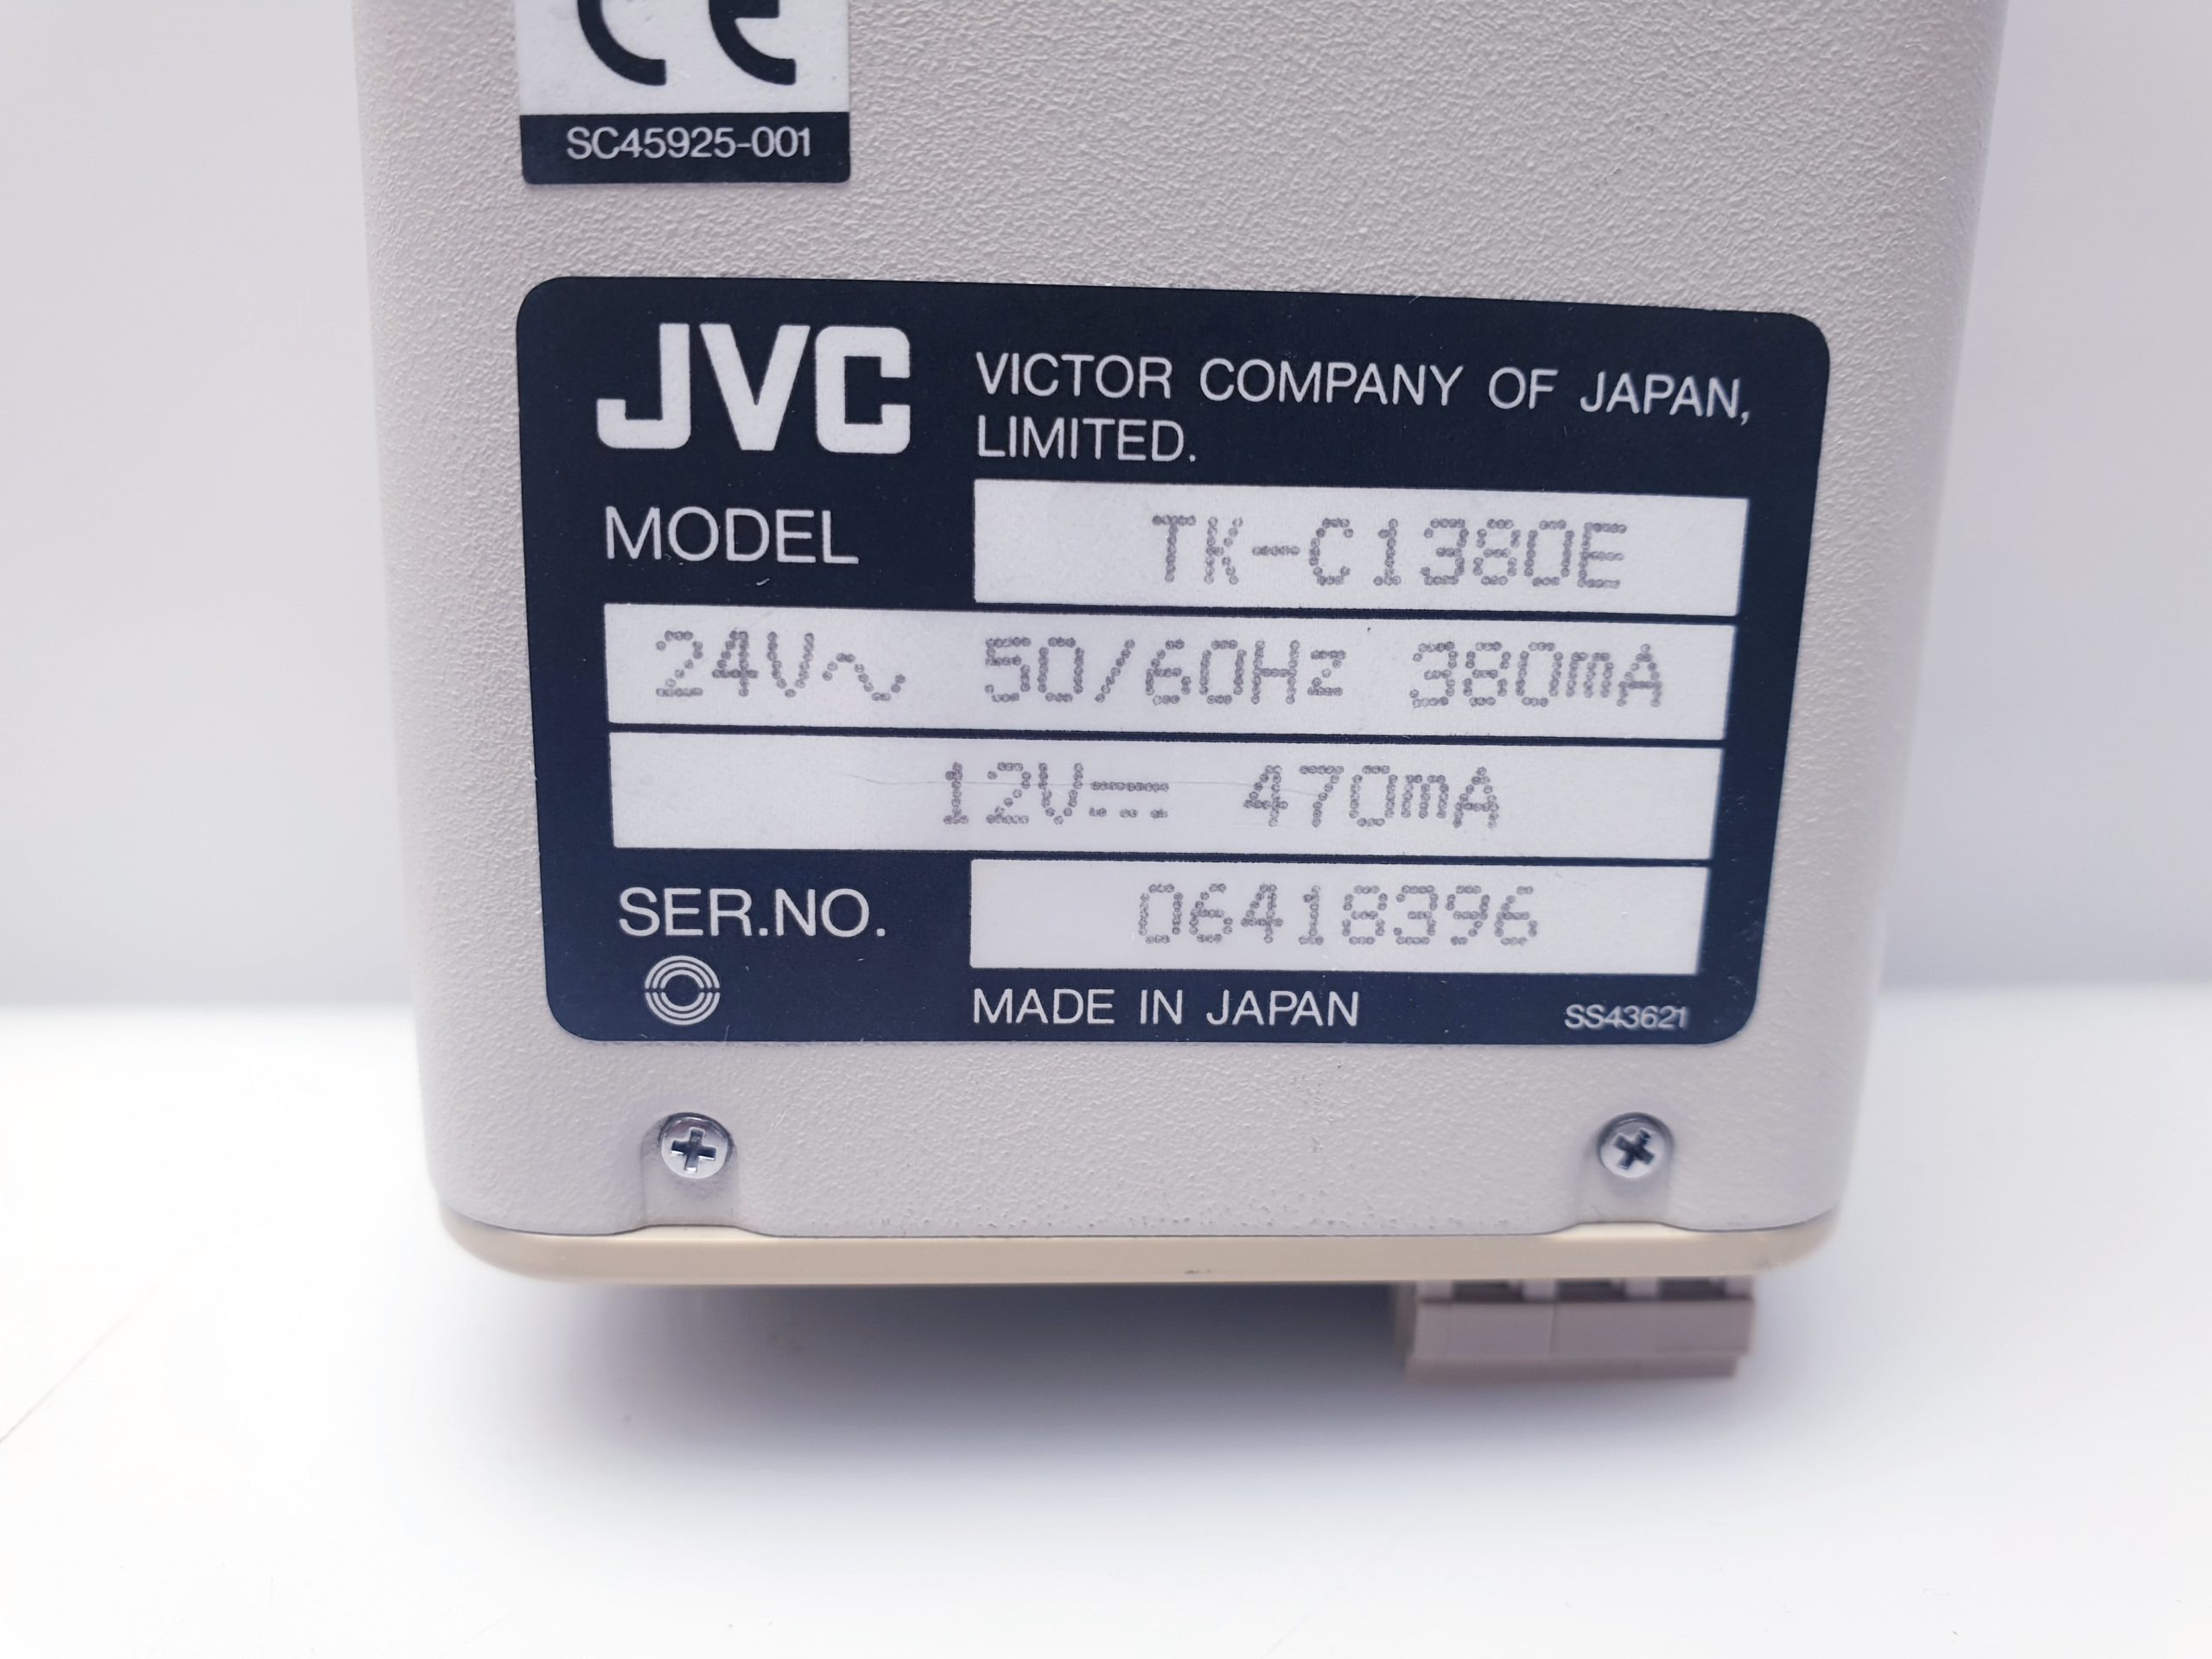 CE
SC45925-001
JVC VICTOR COMPANY OF JAPAN,
LIMITED.
MODEL TK-C1380E
24V∿ 50/60Hz 380mA
12V⎓ 470mA
SER.NO. 06418396
MADE IN JAPAN SS43621